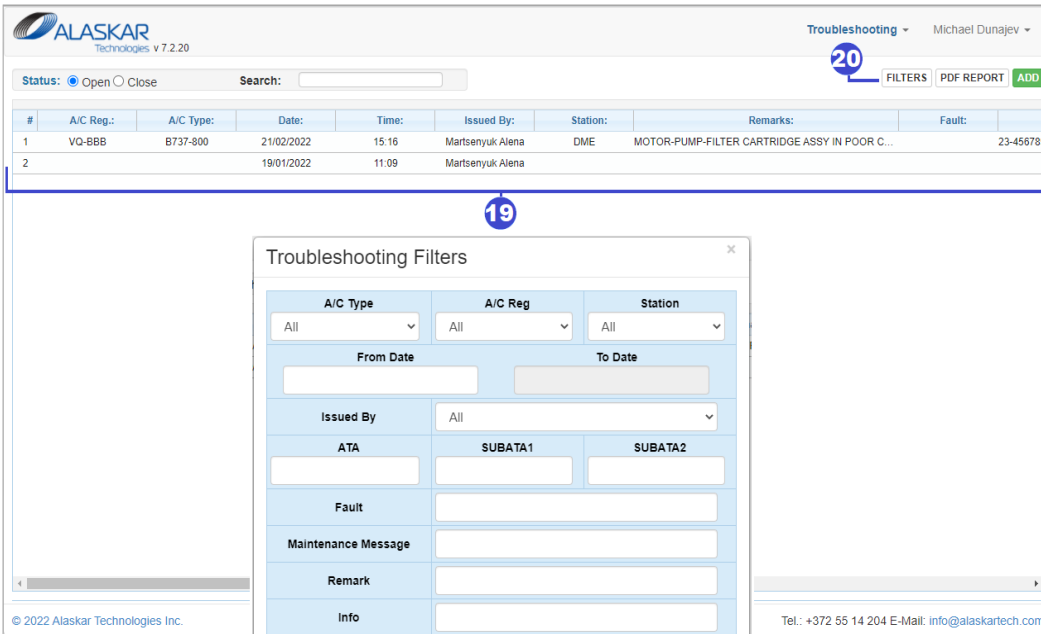 ALASKAR
Technologies v 7.2.20
Troubleshooting Michael Dunajev
20
Status: Open Close Search: FILTERS PDF REPORT ADD
# A/C Reg.: A/C Type: Date: Time: Issued By: Station: Remarks: Fault:
1 VQ-BBB B737-800 21/02/2022 15:16 Martsenyuk Alena DME MOTOR-PUMP-FILTER CARTRIDGE ASSY IN POOR C... 23-45678
2 19/01/2022 11:09 Martsenyuk Alena
19
Troubleshooting Filters ×
A/C Type A/C Reg Station
All All All
From Date To Date
Issued By All
ATA SUBATA1 SUBATA2
Fault
Maintenance Message
Remark
Info
© 2022 Alaskar Technologies Inc. Tel.: +372 55 14 204 E-Mail: info@alaskartech.com